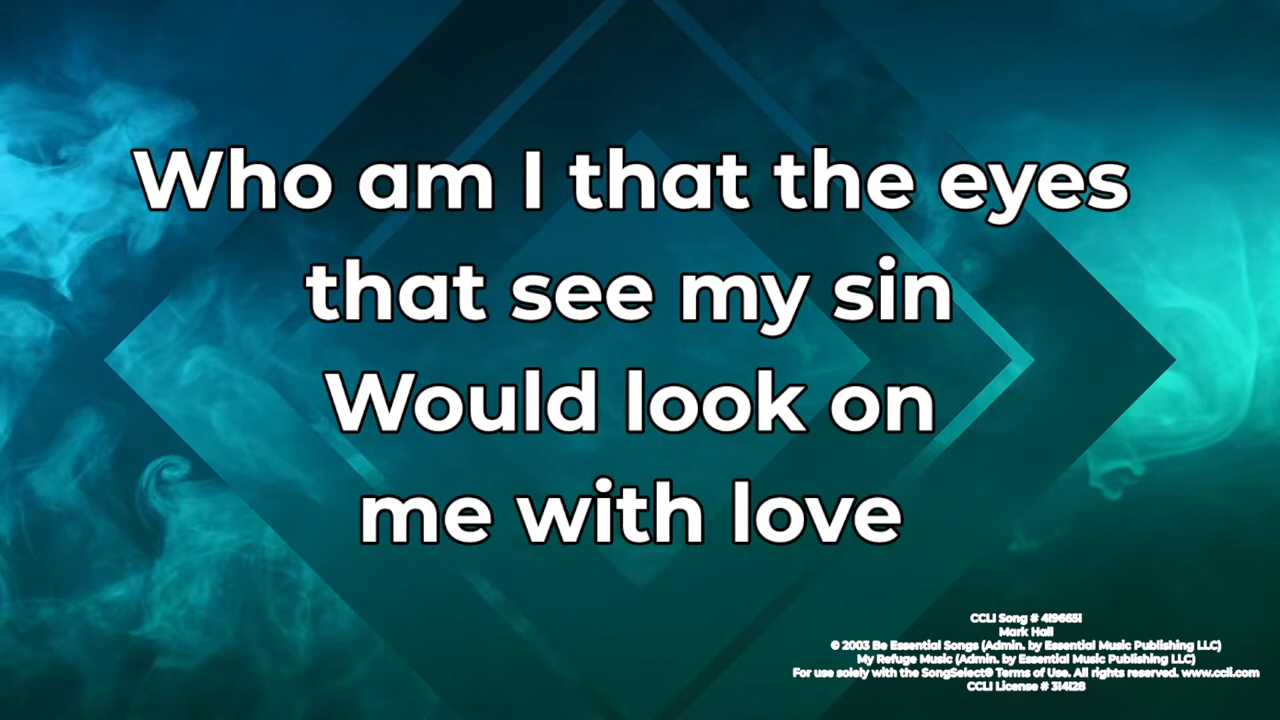 Who am I that the eyes
that see my sin
Would look on
me with love
CCLI Song # 4196651
Mark Hall
© 2003 Be Essential Songs (Admin. by Essential Music Publishing LLC)
My Refuge Music (Admin. by Essential Music Publishing LLC)
For use solely with the SongSelect® Terms of Use. All rights reserved. www.ccli.com
CCLI License # 314128